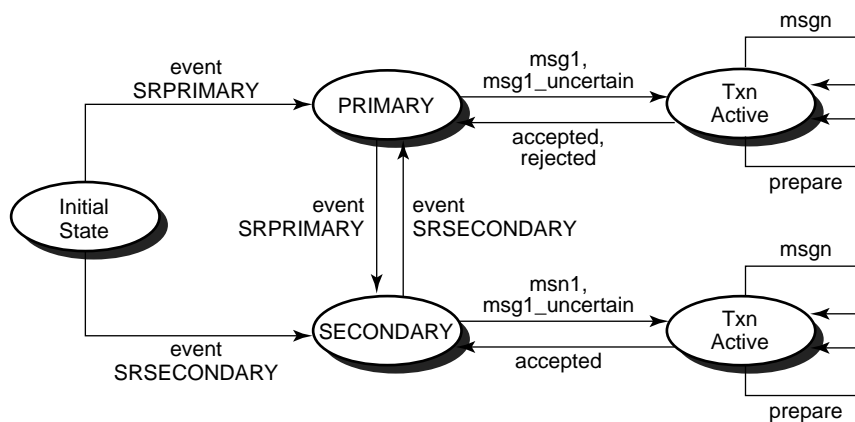 msgn
event
SRPRIMARY
msg1,
msg1_uncertain
PRIMARY
Txn
Active
accepted,
rejected
prepare
Initial
State
event
SRPRIMARY
event
SRSECONDARY
msgn
msn1,
msg1_uncertain
SECONDARY
Txn
Active
event
SRSECONDARY
accepted
prepare